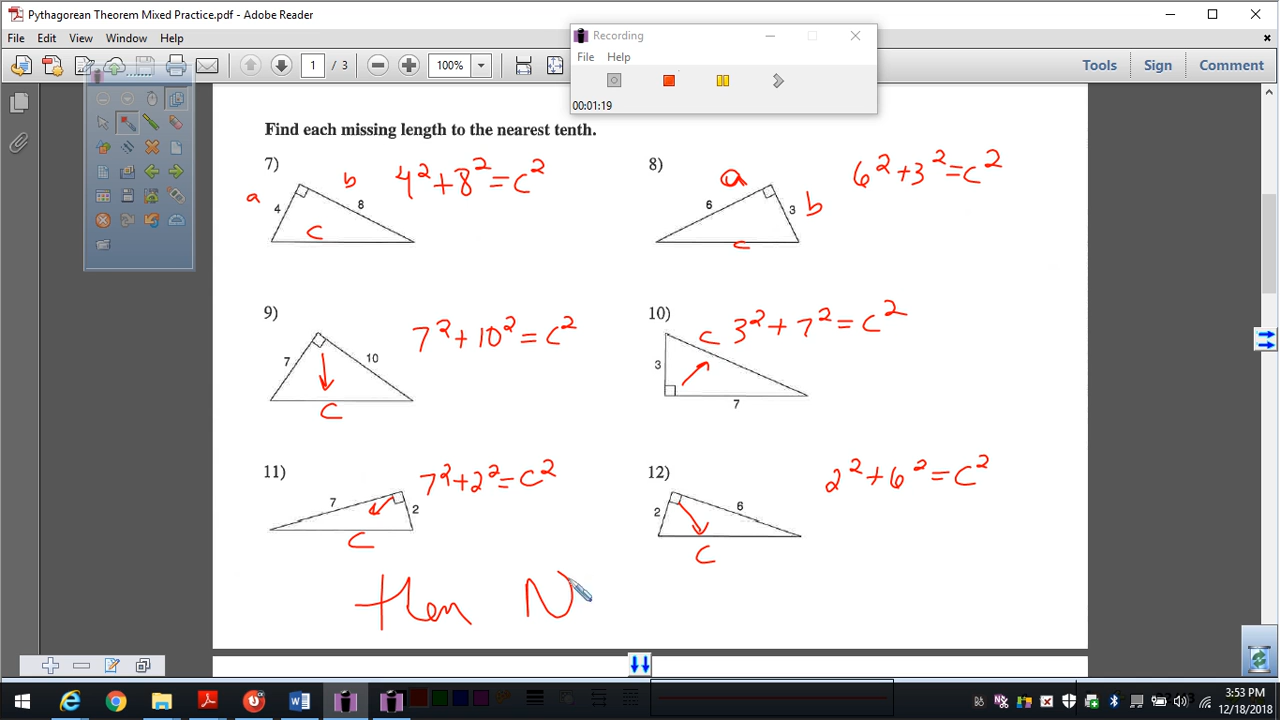 Pythagorean Theorem Mixed Practice.pdf - Adobe Reader
File Edit View Window Help
Recording
File Help
00:01:19
1 / 3
100%
Tools Sign Comment
Find each missing length to the nearest tenth.
7)
a
4
b
8
c
4²+8²=c²
8)
a
6
3
b
c
6²+3²=c²
9)
7
10
c
7²+10²=c²
10)
3
c
7
3²+7²=c²
11)
7
2
c
7²+2²=c²
12)
2
6
c
2²+6²=c²
then N
3:53 PM
12/18/2018